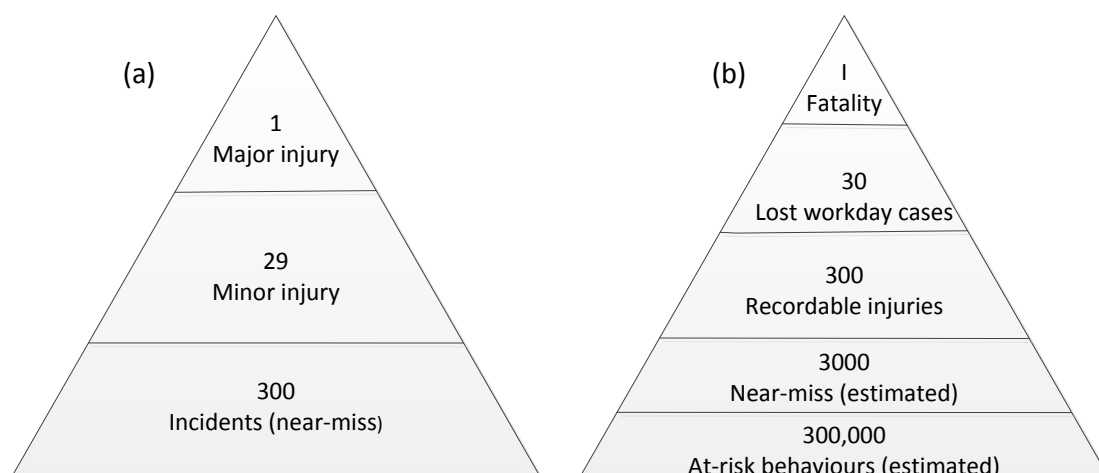 (a)
1
Major injury
29
Minor injury
300
Incidents (near-miss)
(b)
I
Fatality
30
Lost workday cases
300
Recordable injuries
3000
Near-miss (estimated)
300,000
At-risk behaviours (estimated)